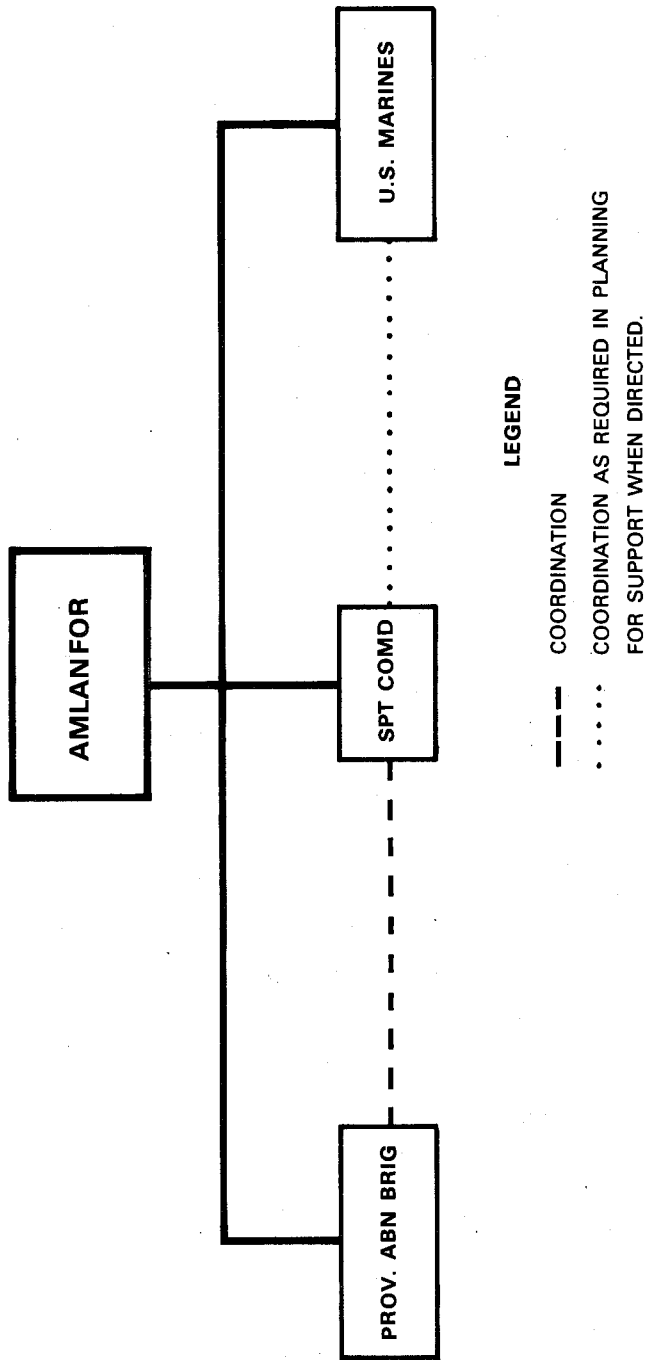 AMLANFOR
PROV. ABN BRIG
SPT COMD
U.S. MARINES
LEGEND
COORDINATION
COORDINATION AS REQUIRED IN PLANNING
FOR SUPPORT WHEN DIRECTED.